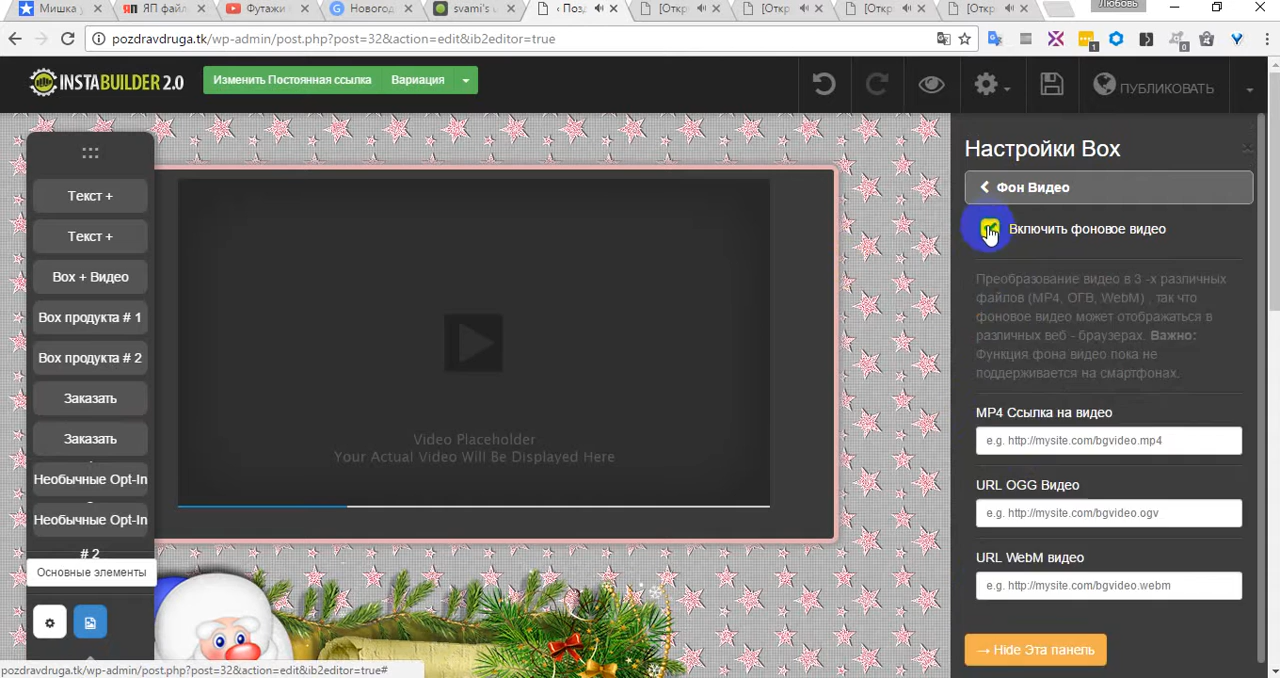 Мишка у
ЯП файл
Футажи
Новогод
svami's u
‹ Позд
[Откр
[Откр
[Откр
[Откр
Любовь
pozdravdruga.tk/wp-admin/post.php?post=32&action=edit&ib2editor=true
INSTABUILDER 2.0
Изменить Постоянная ссылка
Вариация
ПУБЛИКОВАТЬ
Текст +
Текст +
Box + Видео
Box продукта # 1
Box продукта # 2
Заказать
Заказать
Необычные Opt-In
Необычные Opt-In
# 2
Основные элементы
Video Placeholder
Your Actual Video Will Be Displayed Here
Настройки Box
Фон Видео
Включить фоновое видео
Преобразование видео в 3 -х различных
файлов (MP4, ОГВ, WebM) , так что
фоновое видео может отображаться в
различных веб - браузерах. Важно:
Функция фона видео пока не
поддерживается на смартфонах.
MP4 Ссылка на видео
e.g. http://mysite.com/bgvideo.mp4
URL OGG Видео
e.g. http://mysite.com/bgvideo.ogv
URL WebM видео
e.g. http://mysite.com/bgvideo.webm
→ Hide Эта панель
pozdravdruga.tk/wp-admin/post.php?post=32&action=edit&ib2editor=true#